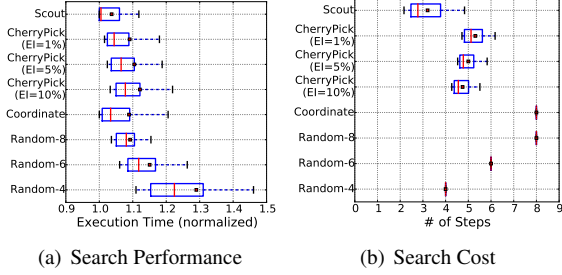 Scout
CherryPick
(EI=1%)
CherryPick
(EI=5%)
CherryPick
(EI=10%)
Coordinate
Random-8
Random-6
Random-4
0.9 1.0 1.1 1.2 1.3 1.4 1.5
Execution Time (normalized)
(a) Search Performance
Scout
CherryPick
(EI=1%)
CherryPick
(EI=5%)
CherryPick
(EI=10%)
Coordinate
Random-8
Random-6
Random-4
0 1 2 3 4 5 6 7 8 9
# of Steps
(b) Search Cost